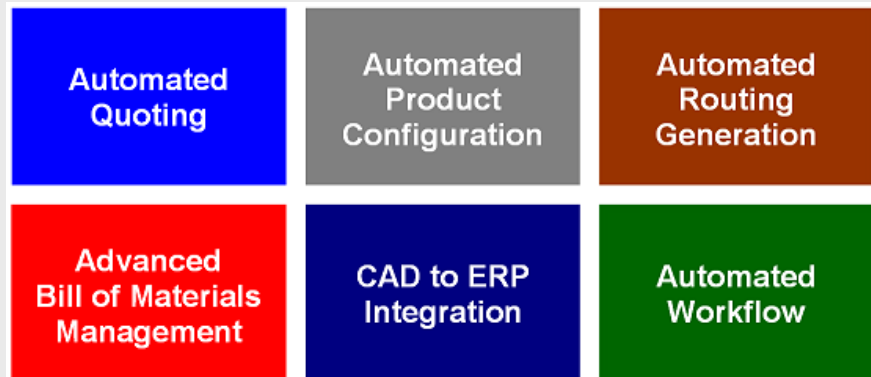 Automated
Quoting
Automated
Product
Configuration
Automated
Routing
Generation
Advanced
Bill of Materials
Management
CAD to ERP
Integration
Automated
Workflow